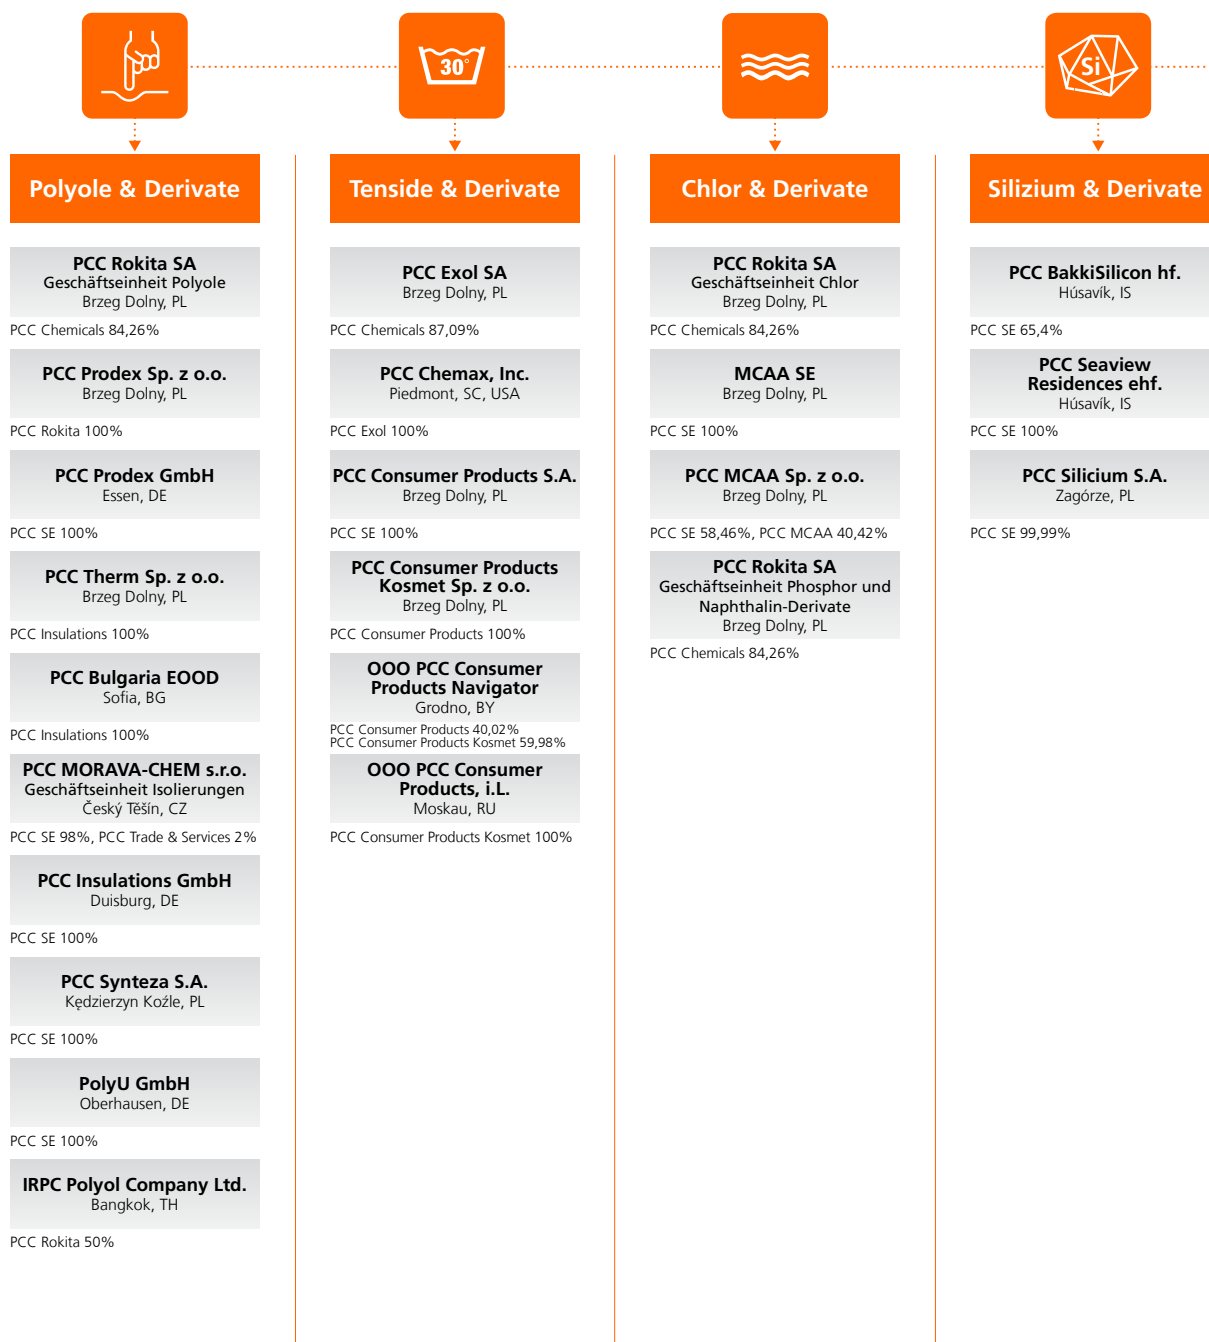 30°
Si
Polyole & Derivate
PCC Rokita SA
Geschäftseinheit Polyole
Brzeg Dolny, PL
PCC Chemicals 84,26%
PCC Prodex Sp. z o.o.
Brzeg Dolny, PL
PCC Rokita 100%
PCC Prodex GmbH
Essen, DE
PCC SE 100%
PCC Therm Sp. z o.o.
Brzeg Dolny, PL
PCC Insulations 100%
PCC Bulgaria EOOD
Sofia, BG
PCC Insulations 100%
PCC MORAVA-CHEM s.r.o.
Geschäftseinheit Isolierungen
Český Těšín, CZ
PCC SE 98%, PCC Trade & Services 2%
PCC Insulations GmbH
Duisburg, DE
PCC SE 100%
PCC Synteza S.A.
Kędzierzyn Koźle, PL
PCC SE 100%
PolyU GmbH
Oberhausen, DE
PCC SE 100%
IRPC Polyol Company Ltd.
Bangkok, TH
PCC Rokita 50%
Tenside & Derivate
PCC Exol SA
Brzeg Dolny, PL
PCC Chemicals 87,09%
PCC Chemax, Inc.
Piedmont, SC, USA
PCC Exol 100%
PCC Consumer Products S.A.
Brzeg Dolny, PL
PCC SE 100%
PCC Consumer Products
Kosmet Sp. z o.o.
Brzeg Dolny, PL
PCC Consumer Products 100%
OOO PCC Consumer
Products Navigator
Grodno, BY
PCC Consumer Products 40,02%
PCC Consumer Products Kosmet 59,98%
OOO PCC Consumer
Products, i.L.
Moskau, RU
PCC Consumer Products Kosmet 100%
Chlor & Derivate
PCC Rokita SA
Geschäftseinheit Chlor
Brzeg Dolny, PL
PCC Chemicals 84,26%
MCAA SE
Brzeg Dolny, PL
PCC SE 100%
PCC MCAA Sp. z o.o.
Brzeg Dolny, PL
PCC SE 58,46%, PCC MCAA 40,42%
PCC Rokita SA
Geschäftseinheit Phosphor und
Naphthalin-Derivate
Brzeg Dolny, PL
PCC Chemicals 84,26%
Silizium & Derivate
PCC BakkiSilicon hf.
Húsavík, IS
PCC SE 65,4%
PCC Seaview
Residences ehf.
Húsavík, IS
PCC SE 100%
PCC Silicium S.A.
Zagórze, PL
PCC SE 99,99%